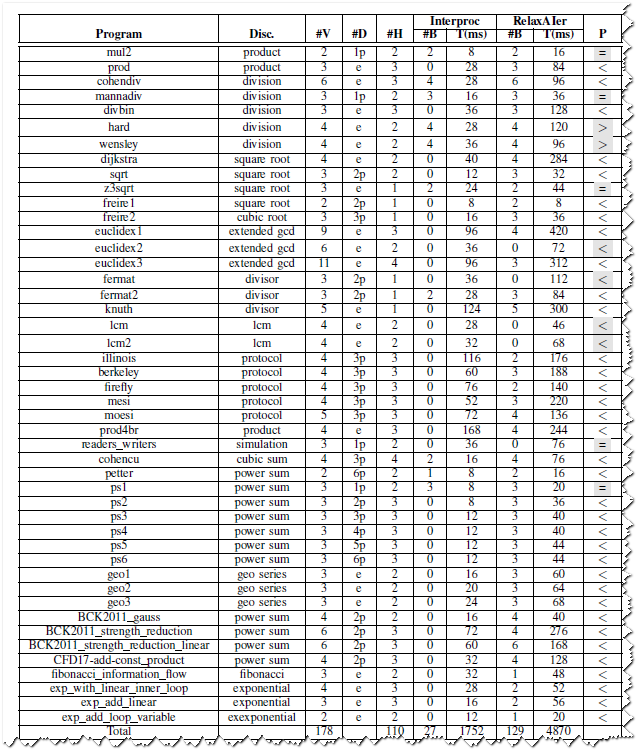 Interproc RelaxAIer
Program Disc. #V #D #H #B T(ms) #B T(ms) P
mul2 product 2 1p 2 2 8 2 16 =
prod product 3 e 3 0 28 3 84 <
cohendiv division 6 e 3 4 28 6 96 <
mannadiv division 3 1p 2 3 16 3 36 =
divbin division 3 e 3 0 36 3 128 <
hard division 4 e 2 4 28 4 120 >
wensley division 4 e 2 4 36 4 96 >
dijkstra square root 4 e 2 0 40 4 284 <
sqrt square root 3 2p 2 0 12 3 32 <
z3sqrt square root 3 e 1 2 24 2 44 =
freire1 square root 2 2p 1 0 8 2 8 <
freire2 cubic root 3 3p 1 0 16 3 36 <
euclidex1 extended gcd 9 e 3 0 96 4 420 <
euclidex2 extended gcd 6 e 2 0 36 0 72 <
euclidex3 extended gcd 11 e 4 0 96 3 312 <
fermat divisor 3 2p 1 0 36 0 112 <
fermat2 divisor 3 2p 1 2 28 3 84 <
knuth divisor 5 e 1 0 124 5 300 <
lcm lcm 4 e 2 0 28 0 46 <
lcm2 lcm 4 e 2 0 32 0 68 <
illinois protocol 4 3p 3 0 116 2 176 <
berkeley protocol 4 3p 3 0 60 3 188 <
firefly protocol 4 3p 3 0 76 2 140 <
mesi protocol 4 3p 3 0 52 3 220 <
moesi protocol 5 3p 3 0 72 4 136 <
prod4br product 4 e 3 0 168 4 244 <
readers_writers simulation 3 1p 2 0 36 0 76 =
cohencu cubic sum 4 3p 4 2 16 4 76 <
petter power sum 2 6p 2 1 8 2 16 <
ps1 power sum 3 1p 2 3 8 3 20 =
ps2 power sum 3 2p 3 0 8 3 36 <
ps3 power sum 3 3p 3 0 12 3 40 <
ps4 power sum 3 4p 3 0 12 3 40 <
ps5 power sum 3 5p 3 0 12 3 44 <
ps6 power sum 3 6p 3 0 12 3 44 <
geo1 geo series 3 e 2 0 16 3 60 <
geo2 geo series 3 e 2 0 20 3 64 <
geo3 geo series 3 e 2 0 24 3 68 <
BCK2011_gauss power sum 4 2p 2 0 16 4 40 <
BCK2011_strength_reduction power sum 6 2p 3 0 72 4 276 <
BCK2011_strength_reduction_linear power sum 6 2p 3 0 60 6 168 <
CFD17-add-const_product power sum 4 2p 3 0 32 4 128 <
fibonacci_information_flow fibonacci 3 e 2 0 32 1 48 <
exp_with_linear_inner_loop exponential 4 e 3 0 28 2 52 <
exp_add_linear exponential 3 e 3 0 16 2 56 <
exp_add_loop_variable exexponential 2 e 2 0 12 1 20 <
Total 178 110 27 1752 129 4870